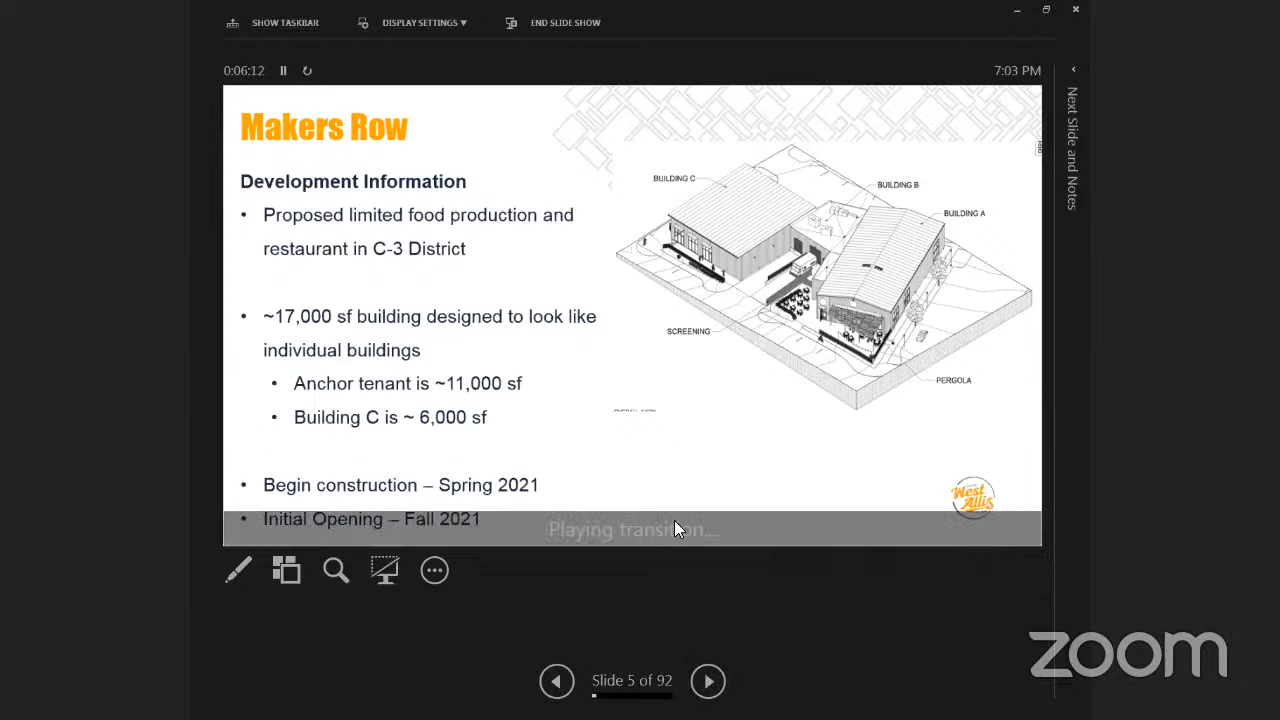 SHOW TASKBAR
DISPLAY SETTINGS ▼
END SLIDE SHOW
0:06:12
7:03 PM
Next Slide and Notes
Makers Row
Development Information
• Proposed limited food production and
restaurant in C-3 District
• ~17,000 sf building designed to look like
individual buildings
• Anchor tenant is ~11,000 sf
• Building C is ~ 6,000 sf
• Begin construction – Spring 2021
• Initial Opening – Fall 2021
BUILDING C
BUILDING B
BUILDING A
SCREENING
PERGOLA
West Allis
Playing transition....
Slide 5 of 92
zoom